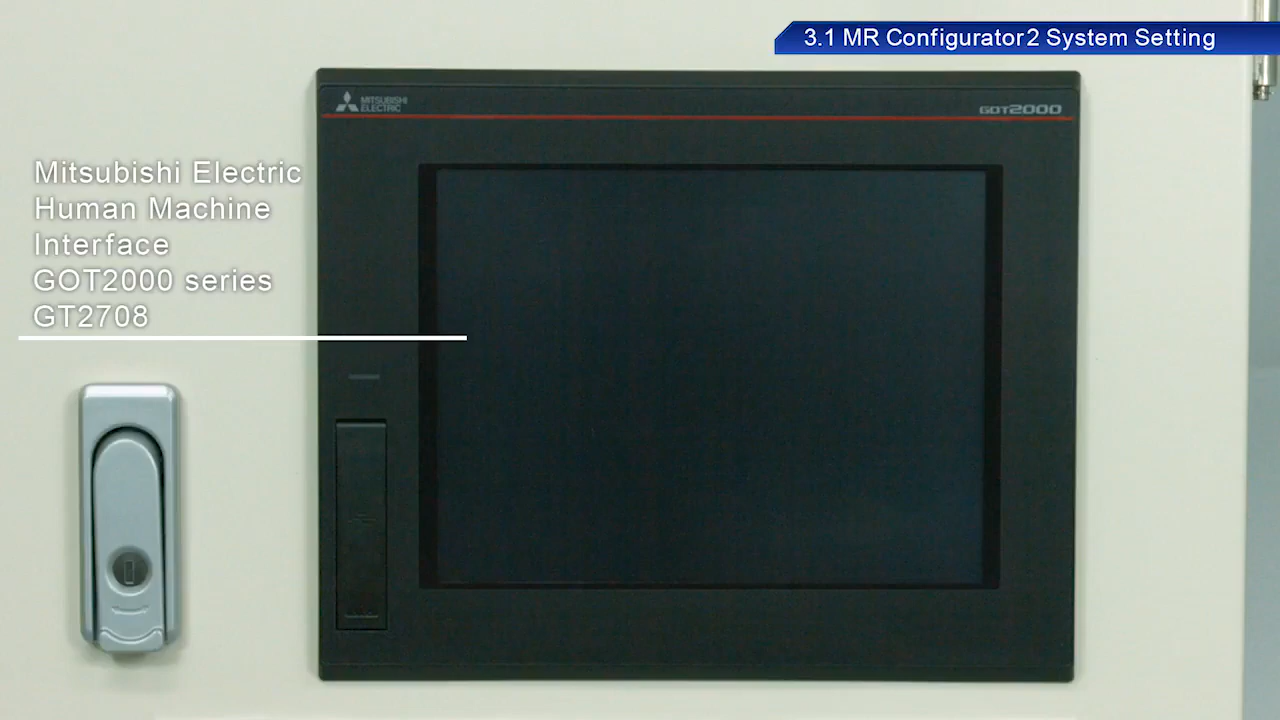 3.1 MR Configurator2 System Setting
MITSUBISHI
ELECTRIC
GOT2000
Mitsubishi Electric
Human Machine
Interface
GOT2000 series
GT2708